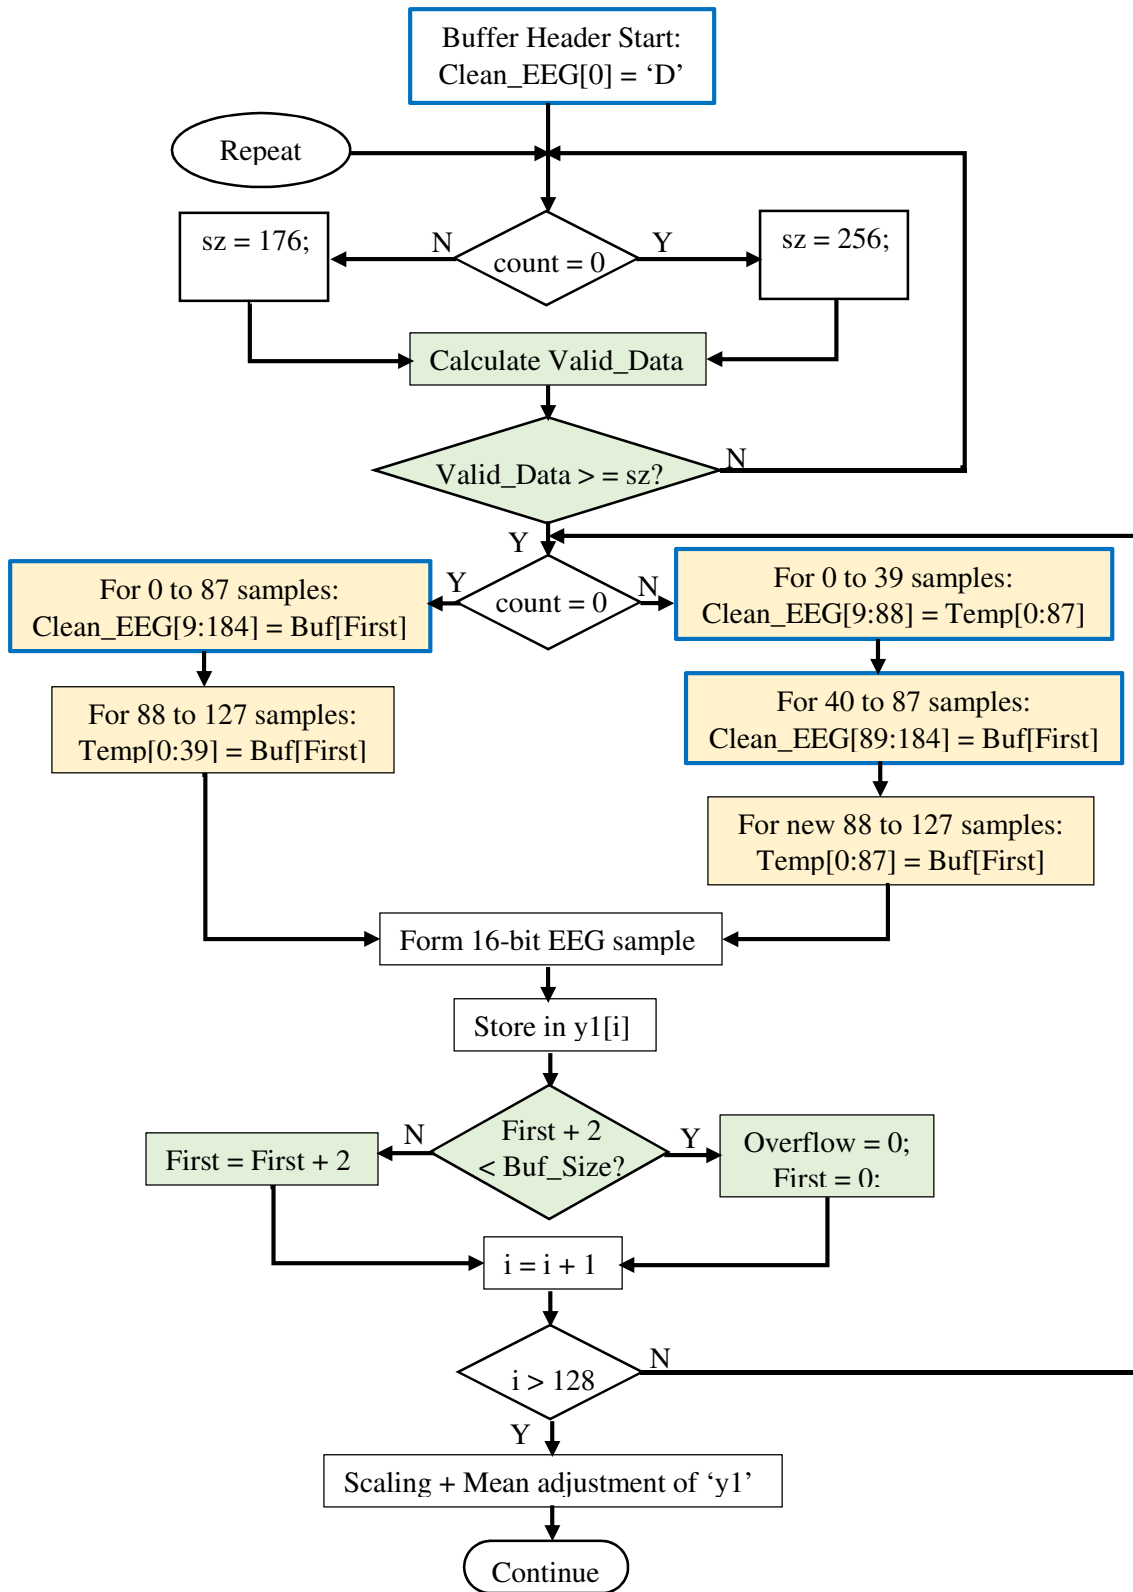 Buffer Header Start:
Clean_EEG[0] = ‘D’
Repeat
sz = 176;
N
count = 0
Y
sz = 256;
Calculate Valid_Data
Valid_Data > = sz?
N
Y
For 0 to 87 samples:
Clean_EEG[9:184] = Buf[First]
Y
count = 0
N
For 0 to 39 samples:
Clean_EEG[9:88] = Temp[0:87]
For 88 to 127 samples:
Temp[0:39] = Buf[First]
For 40 to 87 samples:
Clean_EEG[89:184] = Buf[First]
For new 88 to 127 samples:
Temp[0:87] = Buf[First]
Form 16-bit EEG sample
Store in y1[i]
First = First + 2
N
First + 2
< Buf_Size?
Y
Overflow = 0;
First = 0;
i = i + 1
i > 128
N
Y
Scaling + Mean adjustment of ‘y1’
Continue